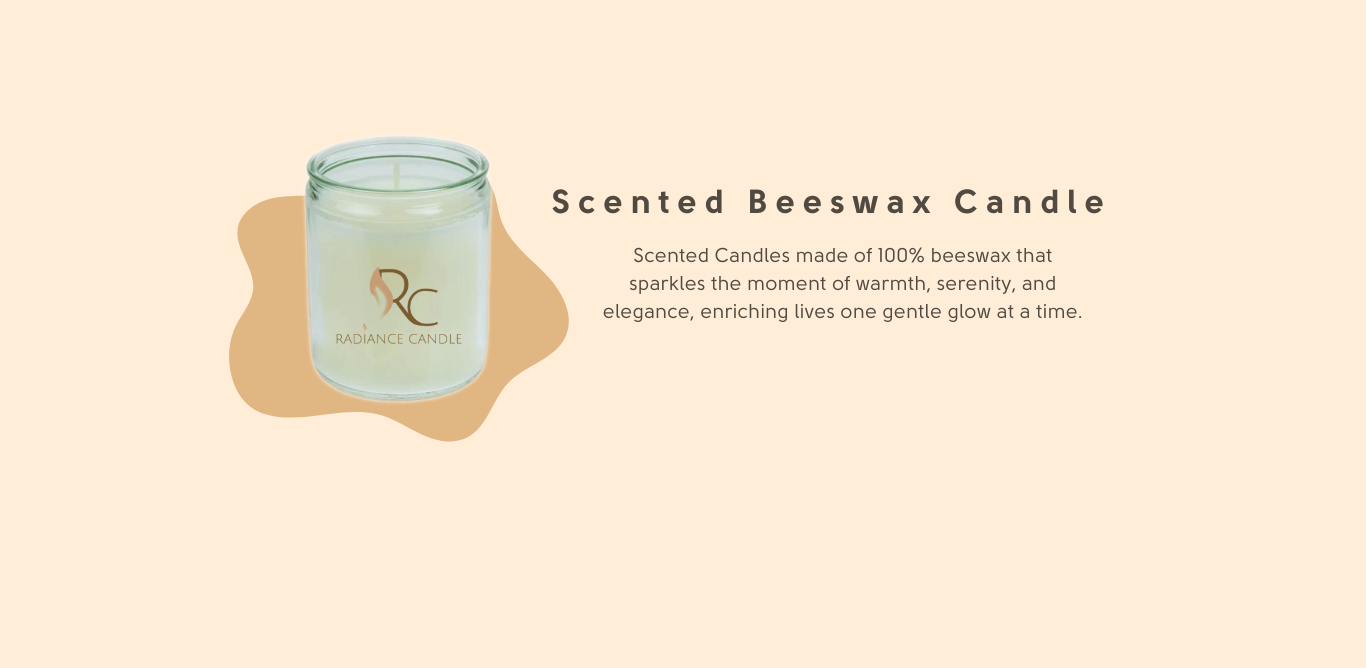 Scented Beeswax Candle
Scented Candles made of 100% beeswax that
sparkles the moment of warmth, serenity, and
elegance, enriching lives one gentle glow at a time.
RC
RADIANCE CANDLE